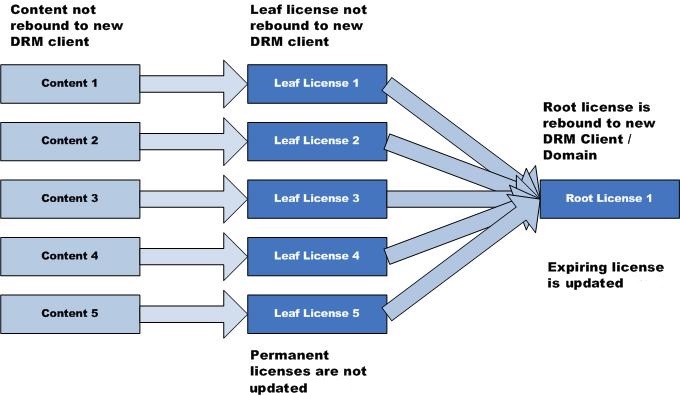 Content not
rebound to new
DRM client
Leaf license not
rebound to new
DRM client
Content 1
Leaf License 1
Content 2
Leaf License 2
Root license is
rebound to new
DRM Client /
Domain
Content 3
Leaf License 3
Root License 1
Content 4
Leaf License 4
Expiring license
is updated
Content 5
Leaf License 5
Permanent
licenses are not
updated